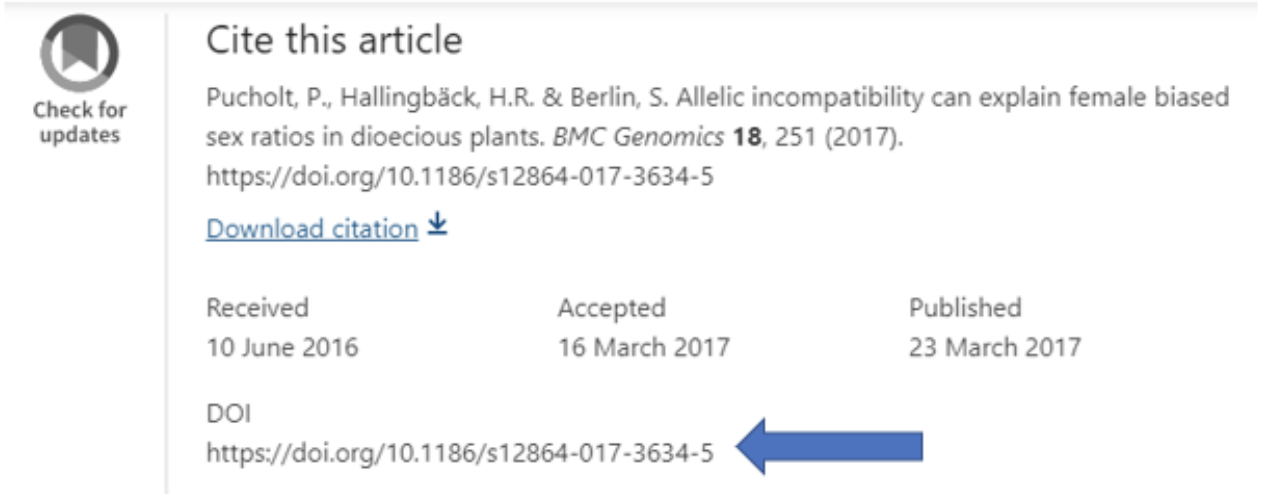 Check for
updates
Cite this article
Pucholt, P., Hallingbäck, H.R. & Berlin, S. Allelic incompatibility can explain female biased
sex ratios in dioecious plants. BMC Genomics 18, 251 (2017).
https://doi.org/10.1186/s12864-017-3634-5
Download citation
Received Accepted Published
10 June 2016 16 March 2017 23 March 2017
DOI
https://doi.org/10.1186/s12864-017-3634-5